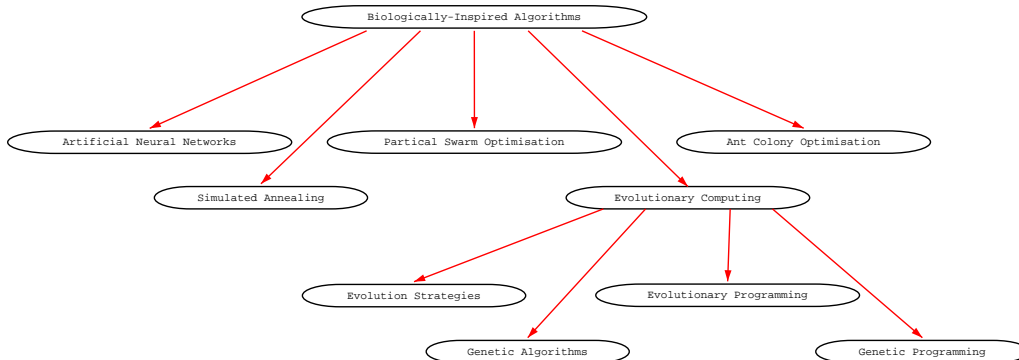 Biologically-Inspired Algorithms
Artificial Neural Networks
Partical Swarm Optimisation
Ant Colony Optimisation
Simulated Annealing
Evolutionary Computing
Evolution Strategies
Evolutionary Programming
Genetic Algorithms
Genetic Programming